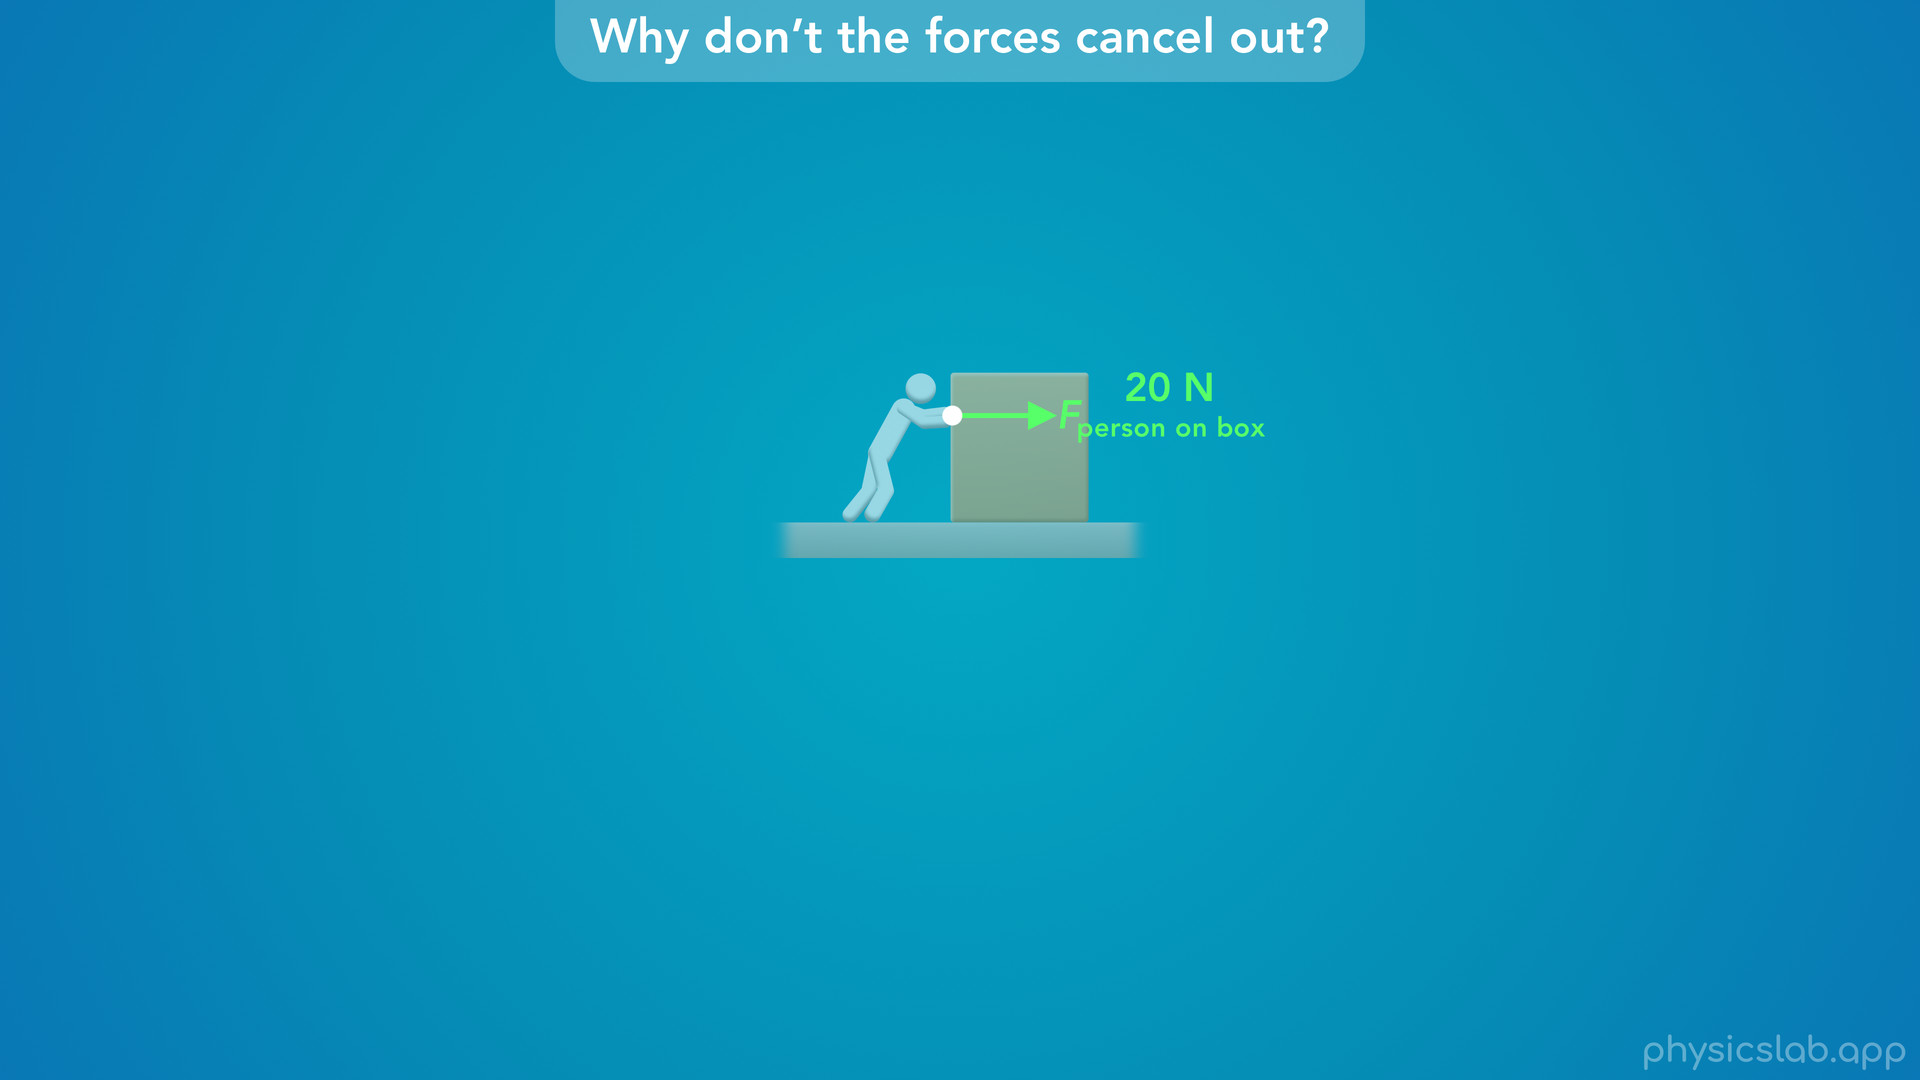 Why don’t the forces cancel out?
20 N
F person on box
physicslab.app